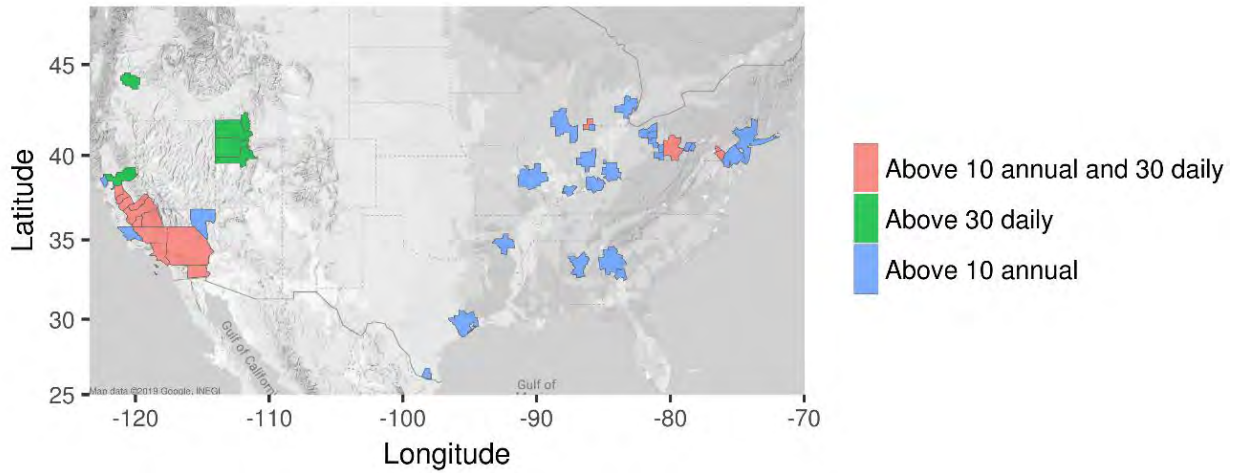 45
40
35
30
25
Latitude
Gulf of California
Gulf of
Map data ©2019 Google, INEGI
-120
-110
-100
-90
-80
-70
Longitude
Above 10 annual and 30 daily
Above 30 daily
Above 10 annual